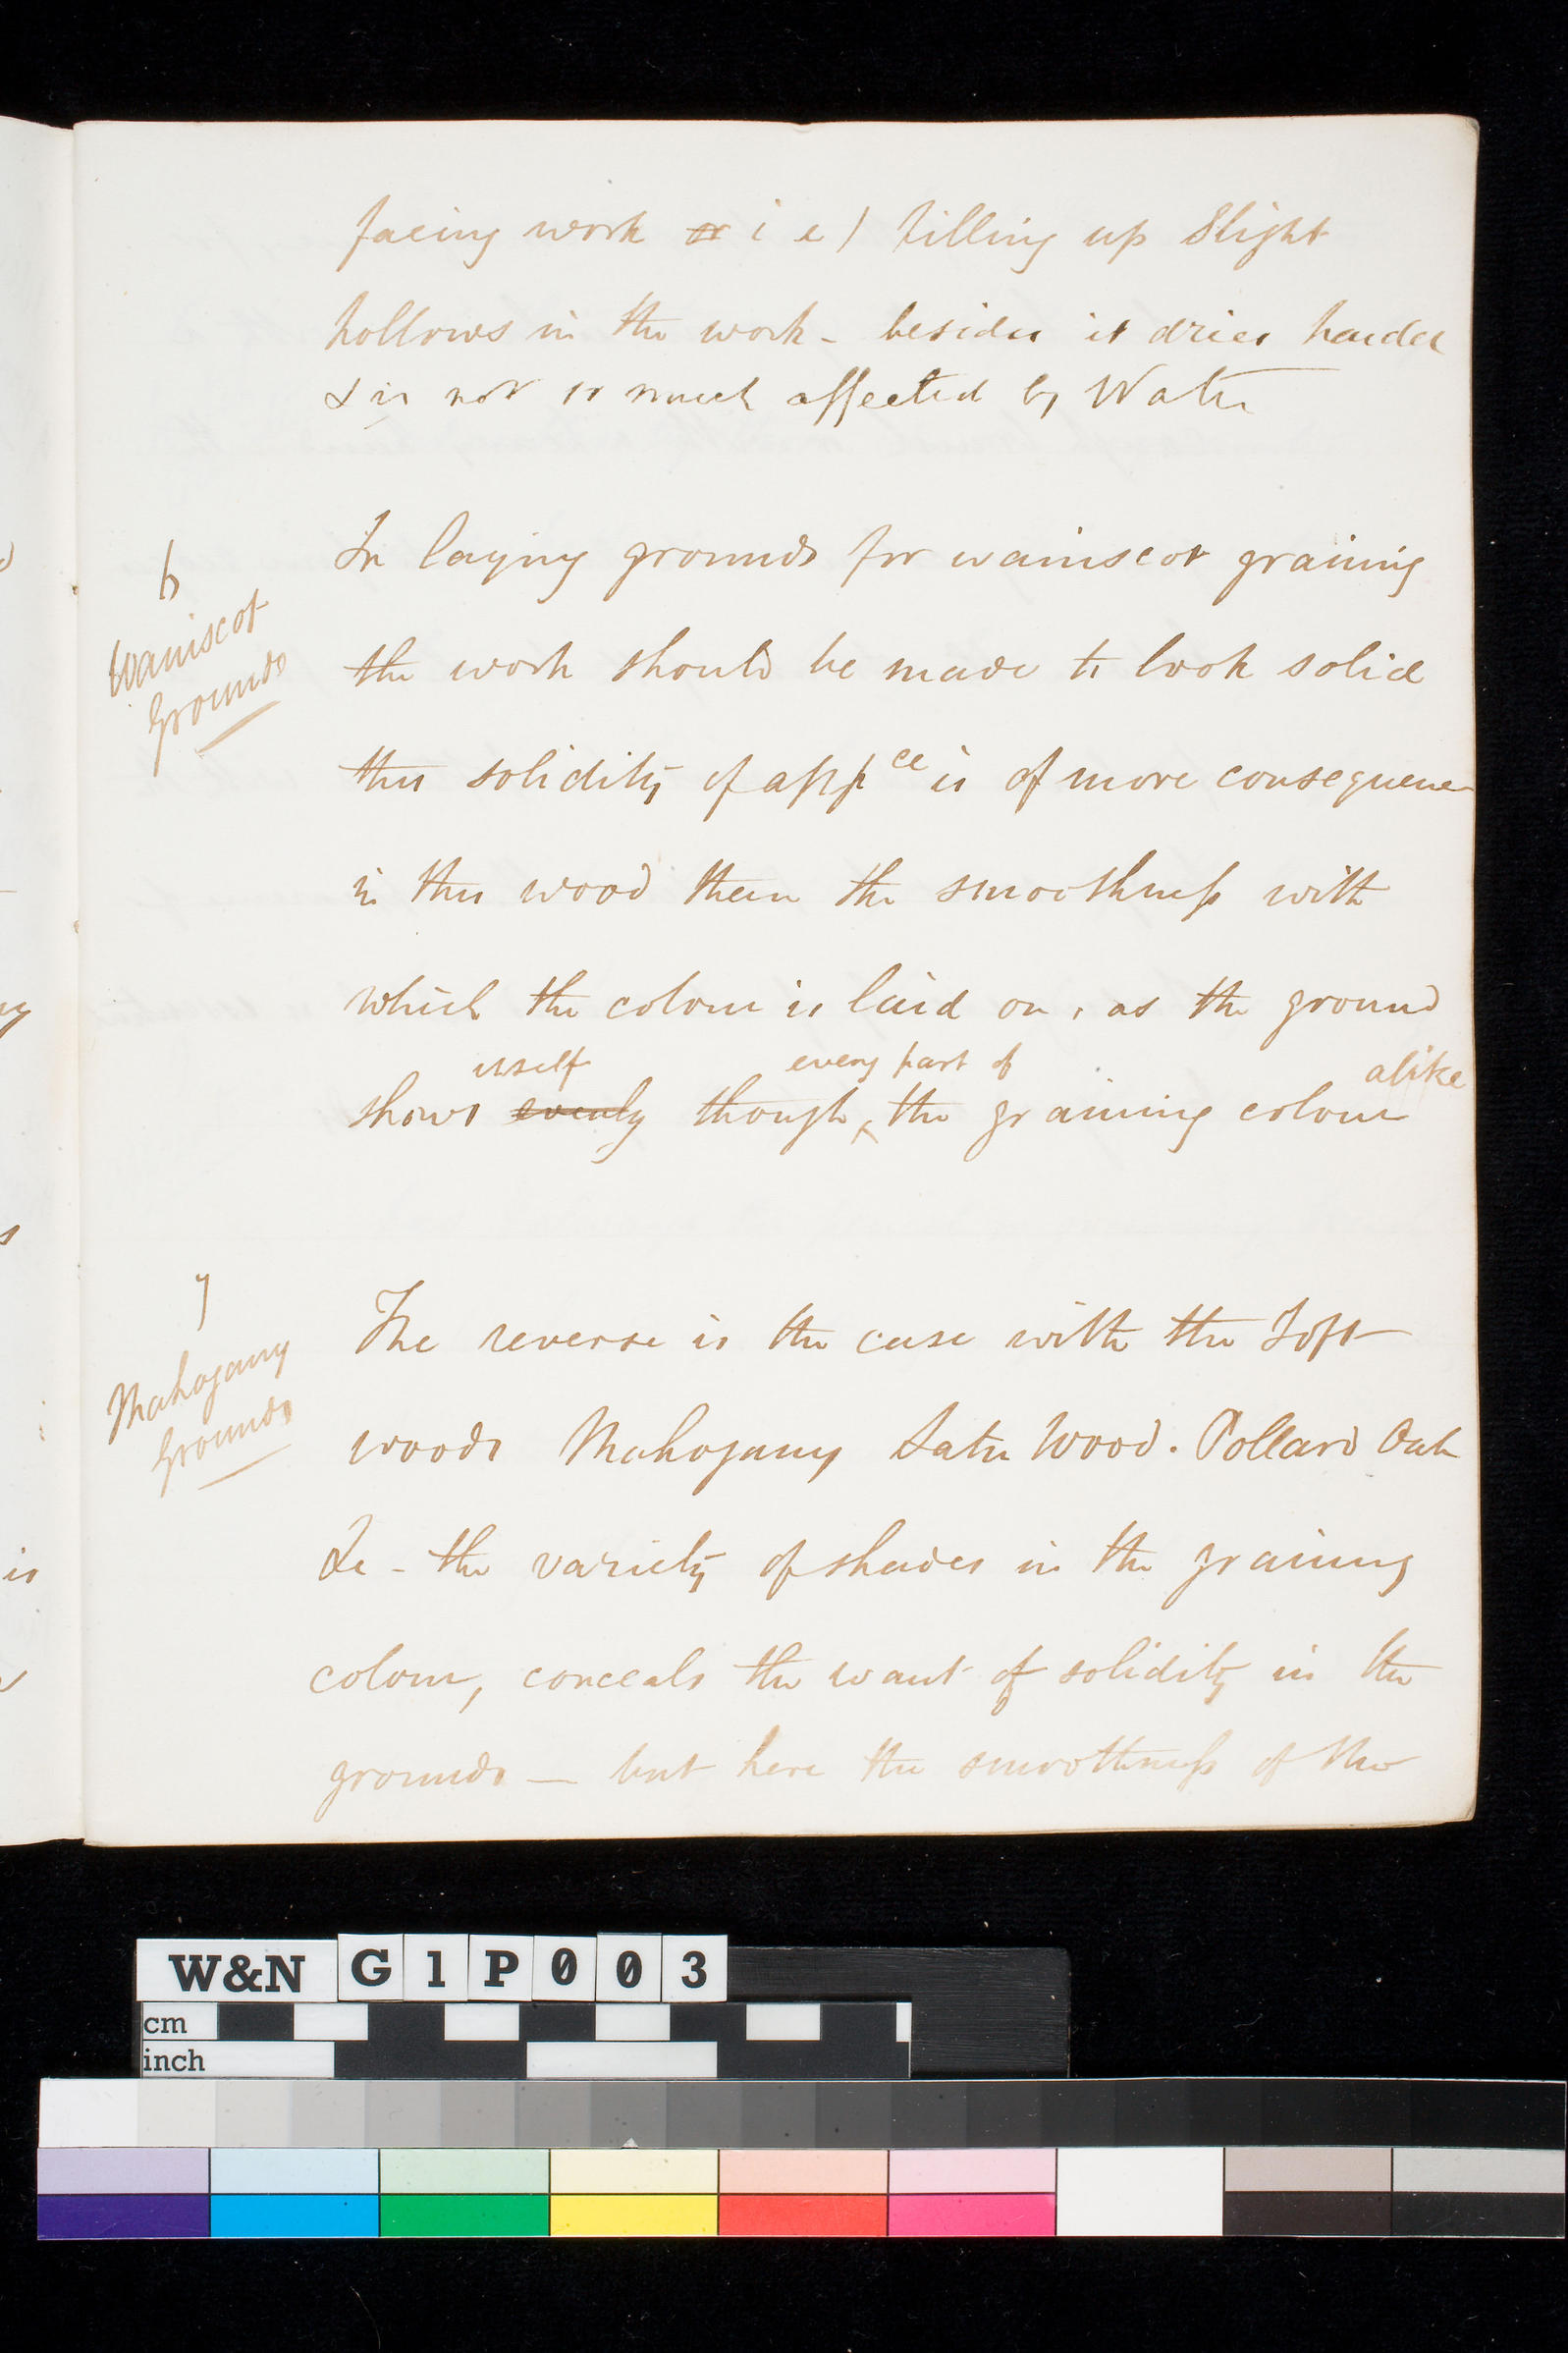 facing work or i e) filling up Slight
hollows in the work - besides it dries harder
& is not so much affected by Water
6
Wainscot
Grounds
In laying grounds for wainscot graining
the work should be made to look solid
this solidity of appce is of more consequence
in this wood than the smoothness with
which the colour is laid on, as the ground
itself every part of alike
shows evenly though the graining colour
7
Mahogany
Grounds
The reverse is the case with the Soft
woods Mahogany Satin Wood. Pollard Oak
&c - the variety of shades in the graining
colour, conceals the want of solidity in the
grounds — but here the smoothness of the
is
W&N G1P003
cm
inch